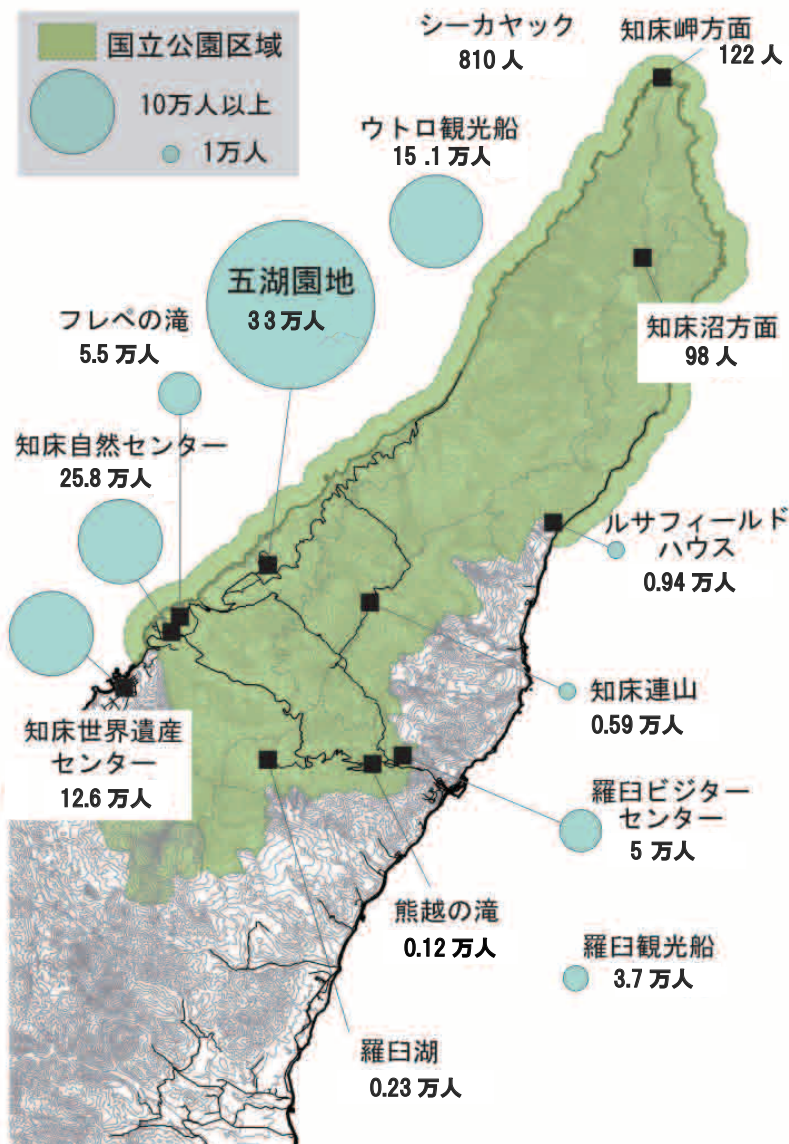 国立公園区域
10万人以上
1万人
シーカヤック
810 人
知床岬方面
122 人
ウトロ観光船
15 .1 万人
五湖園地
33万人
フレペの滝
5.5 万人
知床沼方面
98 人
知床自然センター
25.8 万人
ルサフィールド
ハウス
0.94 万人
知床連山
0.59 万人
知床世界遺産
センター
12.6 万人
羅臼ビジター
センター
5 万人
熊越の滝
0.12 万人
羅臼観光船
3.7 万人
羅臼湖
0.23 万人